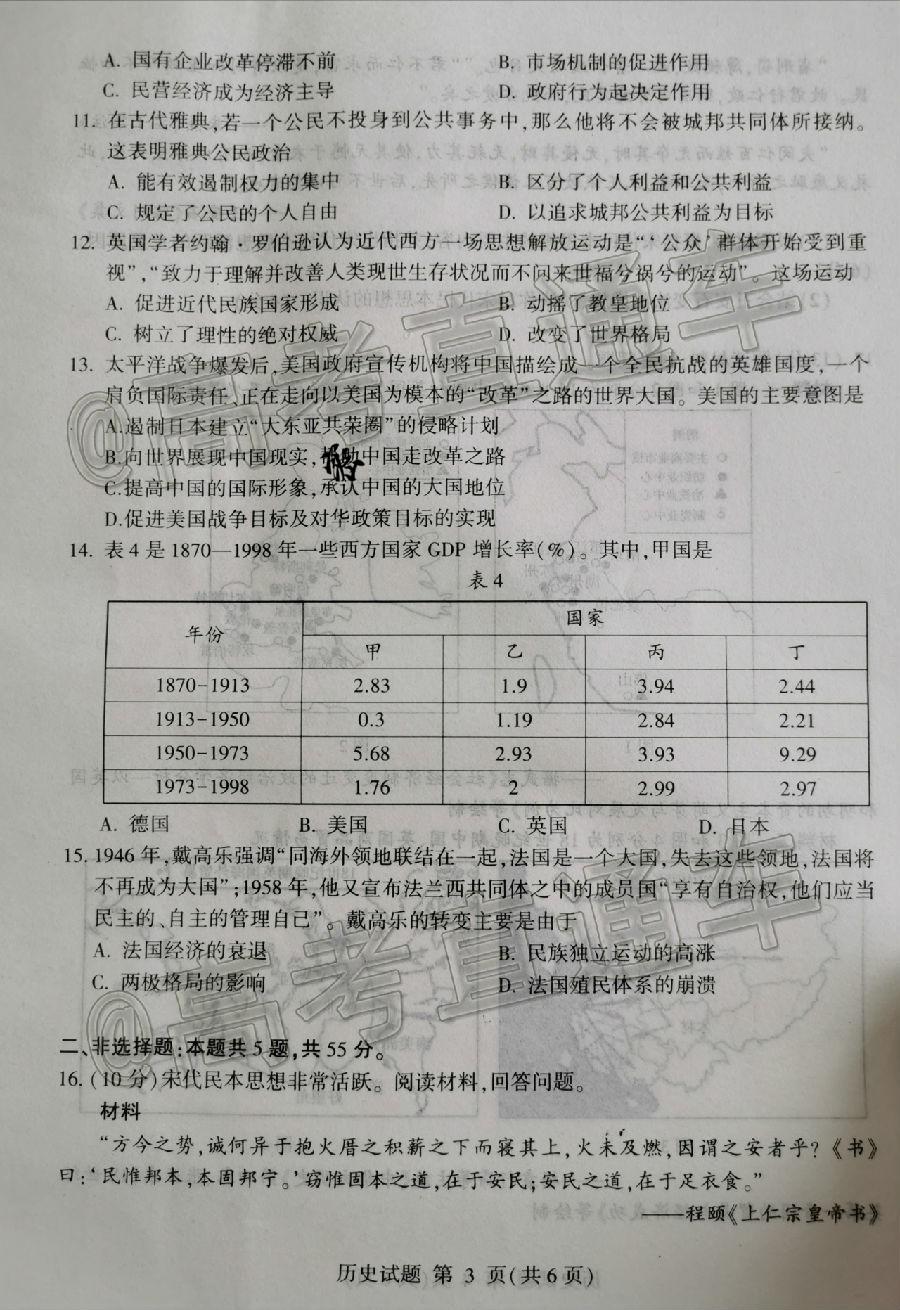 A. 国有企业改革停滞不前 B. 市场机制的促进作用
C. 民营经济成为经济主导 D. 政府行为起决定作用
11. 在古代雅典,若一个公民不投身到公共事务中,那么他将不会被城邦共同体所接纳。
这表明雅典公民政治
A. 能有效遏制权力的集中 B. 区分了个人利益和公共利益
C. 规定了公民的个人自由 D. 以追求城邦公共利益为目标
12. 英国学者约翰·罗伯逊认为近代西方一场思想解放运动是“‘公众’群体开始受到重
视”,“致力于理解并改善人类现世生存状况而不闪来世福兮祸兮的运动”。这场运动
A. 促进近代民族国家形成 B. 动摇了教皇地位
C. 树立了理性的绝对权威 D. 改变了世界格局
13. 太平洋战争爆发后,美国政府宣传机构将中国描绘成一个全民抗战的英雄国度,一个
肩负国际责任、正在走向以美国为模本的“改革”之路的世界大国。美国的主要意图是
A.遏制日本建立“大东亚共荣圈”的侵略计划
B.向世界展现中国现实,助中国走改革之路
C.提高中国的国际形象,承认中国的大国地位
D.促进美国战争目标及对华政策目标的实现
14. 表4是1870—1998年一些西方国家GDP增长率(%)。其中,甲国是
表4
年份 国家
甲 乙 丙 丁
1870-1913 2.83 1.9 3.94 2.44
1913-1950 0.3 1.19 2.84 2.21
1950-1973 5.68 2.93 3.93 9.29
1973-1998 1.76 2 2.99 2.97
A. 德国 B. 美国 C. 英国 D. 日本
15. 1946年,戴高乐强调“同海外领地联结在一起,法国是一个大国,失去这些领地,法国将
不再成为大国”;1958年,他又宣布法兰西共同体之中的成员国“享有自治权,他们应当
民主的、自主的管理自己”。戴高乐的转变主要是由于
A. 法国经济的衰退 B. 民族独立运动的高涨
C. 两极格局的影响 D. 法国殖民体系的崩溃
二、非选择题:本题共5题,共55分。
16. (10分)宋代民本思想非常活跃。阅读材料,回答问题。
材料
“方今之势,诚何异于抱火厝之积薪之下而寝其上,火未及燃,因谓之安者乎?《书》
曰:‘民惟邦本,本固邦宁。’窃惟固本之道,在于安民;安民之道,在于足衣食。”
——程颐《上仁宗皇帝书》
历史试题 第 3 页(共6页)
@高考直通车
@高考直通车